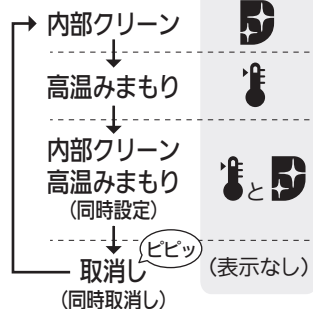 内部クリーン
高温みまもり
内部クリーン
高温みまもり
(同時設定)
と
ピピッ
取消し
(表示なし)
(同時取消し)